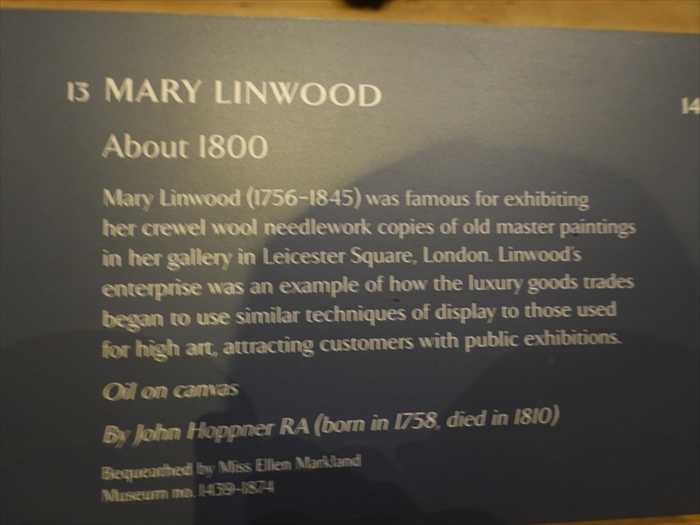 13 MARY LINWOOD
14
About 1800
Mary Linwood (1756-1845) was famous for exhibiting
her crewel wool needlework copies of old master paintings
in her gallery in Leicester Square, London. Linwood's
enterprise was an example of how the luxury goods trades
began to use similar techniques of display to those used
for high art, attracting customers with public exhibitions.
Oil on canvas
By John Hoppner RA (born in 1758, died in 1810)
Bequeathed by Miss Ellen Markland
Museum no. 1439-1874